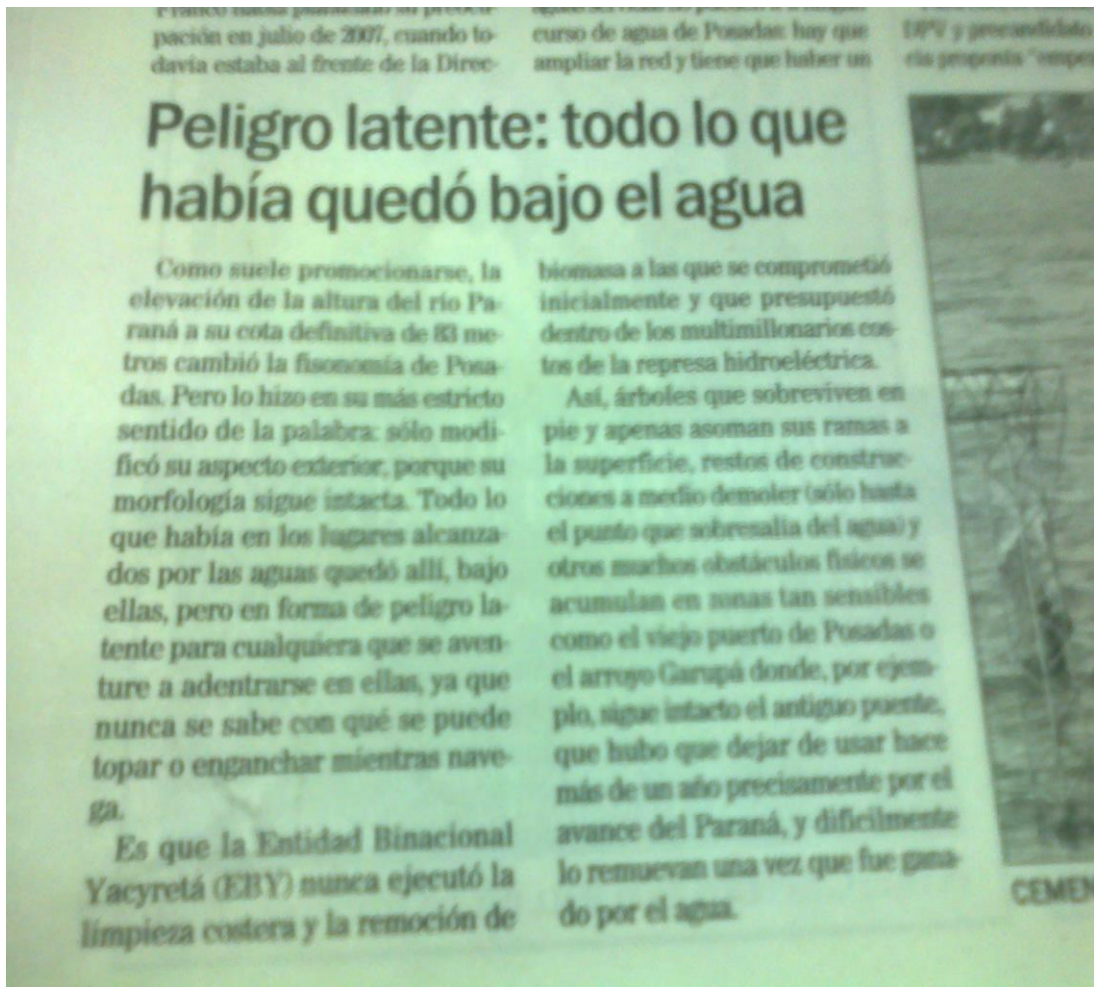 pación en julio de 2007, cuando to-
davía estaba al frente de la Direc-
curso de agua de Posadas: hay que
ampliar la red y tiene que haber un
DPV y precandidato
Peligro latente: todo lo que
había quedó bajo el agua
Como suele promocionarse, la
elevación de la altura del río Pa-
raná a su cota definitiva de 83 me-
tros cambió la fisonomía de Posa-
das. Pero lo hizo en su más estricto
sentido de la palabra: sólo modi-
ficó su aspecto exterior, porque su
morfología sigue intacta. Todo lo
que había en los lugares alcanza-
dos por las aguas quedó allí, bajo
ellas, pero en forma de peligro la-
tente para cualquiera que se aven-
ture a adentrarse en ellas, ya que
nunca se sabe con qué se puede
topar o enganchar mientras nave-
ga.
Es que la Entidad Binacional
Yacyretá (EBY) nunca ejecutó la
limpieza costera y la remoción de
biomasa a las que se comprometió
inicialmente y que presupuestó
dentro de los multimillonarios cos-
tos de la represa hidroeléctrica.
Así, árboles que sobreviven en
pie y apenas asoman sus ramas a
la superficie, restos de construc-
ciones a medio demoler (sólo hasta
el punto que sobresalía del agua) y
otros muchos obstáculos físicos se
acumulan en zonas tan sensibles
como el viejo puerto de Posadas o
el arroyo Garupá donde, por ejem-
plo, sigue intacto el antiguo puente,
que hubo que dejar de usar hace
más de un año precisamente por el
avance del Paraná, y difícilmente
lo remuevan una vez que fue gana-
do por el agua.
CEMEN